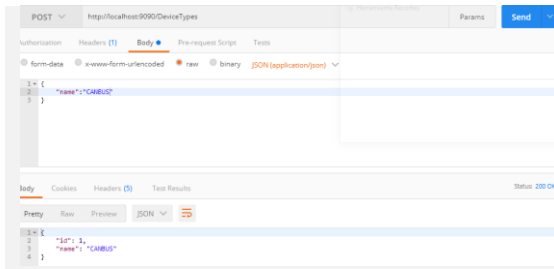 POST http://localhost:9090/DeviceTypes Params Send
Authorization Headers (1) Body Pre-request Script Tests
form-data x-www-form-urlencoded raw binary JSON (application/json)
1 {
2 "name":"CANBUS"
3 }
Body Cookies Headers (5) Test Results Status: 200 OK
Pretty Raw Preview JSON
1 {
2 "id": 1,
3 "name": "CANBUS"
4 }